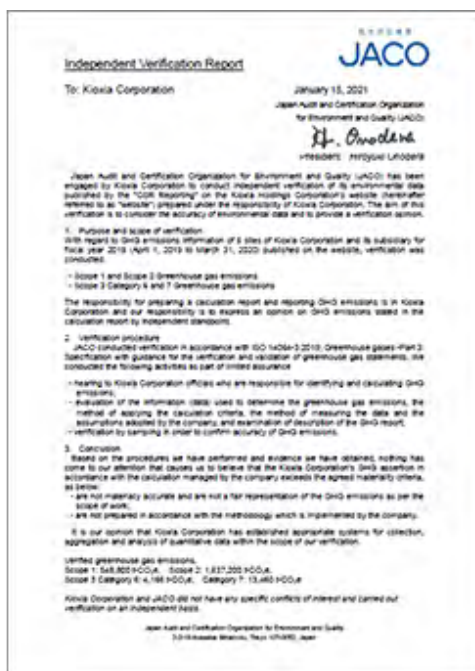 JACO
Independent Verification Report
To: Kioxia Corporation
January 15, 2021
Japan Audit and Certification Organization
for Environment and Quality (JACO)
President Hiroyuki Onodera
Japan Audit and Certification Organization for Environment and Quality (JACO) has been
engaged by Kioxia Corporation to conduct independent verification of its environmental data
published by the "CSR Reporting" on the Kioxia Holdings Corporation's website (hereinafter
referred to as "website") prepared under the responsibility of Kioxia Corporation. The aim of this
verification is to consider the accuracy of environmental data and to provide a verification opinion.
1. Purpose and scope of verification
With regard to GHG emissions information of sites of Kioxia Corporation and its subsidiary for
fiscal year 2019 (April 1, 2019 to March 31, 2020) published on the website, verification was
conducted.
- Scope 1 and Scope 2 Greenhouse gas emissions
- Scope 3 Category 6 and 7 Greenhouse gas emissions
The responsibility for preparing a calculation report and reporting GHG emissions is in Kioxia
Corporation and our responsibility is to express an opinion on GHG emissions stated in the
calculation report by independent standpoint.
2. Verification procedure
JACO conducted verification in accordance with ISO 14064-3:2019; Greenhouse gases -Part 3:
Specification with guidance for the verification and validation of greenhouse gas statements. We
conducted the following activities as part of limited assurance
- hearing to Kioxia Corporation officials who are responsible for identifying and calculating GHG
emissions;
- evaluation of the information (data) used to determine the greenhouse gas emissions, the
method of applying the calculation criteria, the method of measuring the data and the
assumptions adopted by the company, and examination of description of the GHG report;
- verification by sampling in order to confirm accuracy of GHG emissions.
3. Conclusion
Based on the procedures we have performed and evidence we have obtained, nothing has
come to our attention that causes us to believe that the Kioxia Corporation's GHG assertion in
accordance with the calculation managed by the company exceeds the agreed materiality criteria,
as below:
- are not materially accurate and are not a fair representation of the GHG emissions as per the
scope of work;
- are not prepared in accordance with the methodology which is implemented by the company.
It is our opinion that Kioxia Corporation has established appropriate systems for collection,
aggregation and analysis of quantitative data within the scope of our verification.
Verified greenhouse gas emissions,
Scope 1: tCO₂e, Scope 2: tCO₂e,
Scope 3 Category 6: tCO₂e, Category 7: tCO₂e
Kioxia Corporation and JACO did not have any specific conflicts of interest and carried out
verification on an independent basis.
Japan Audit and Certification Organization for Environment and Quality
Tokyo Japan